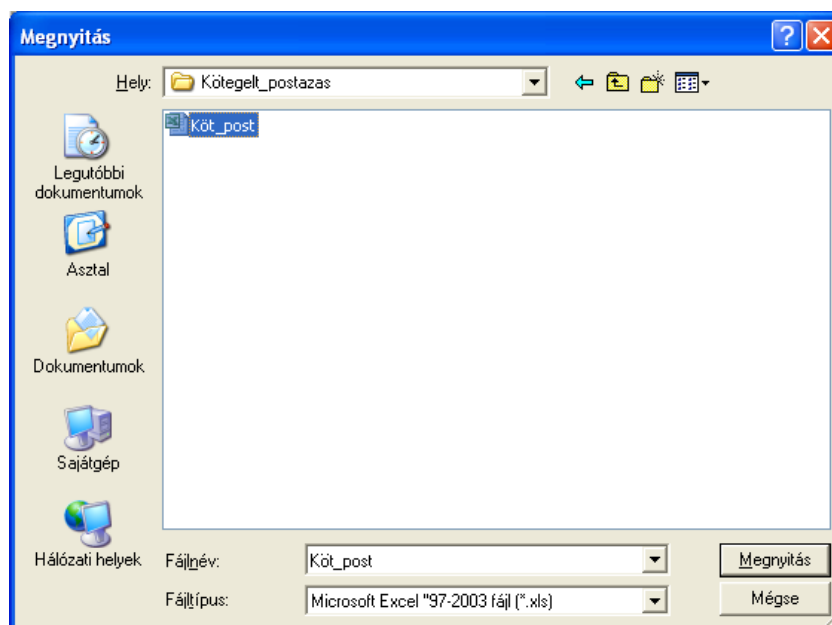 Megnyitás
Hely:
Kötegelt_postazas
Köt_post
Legutóbbi
dokumentumok
Asztal
Dokumentumok
Sajátgép
Hálózati helyek
Fájlnév:
Köt_post
Megnyitás
Fájltípus:
Microsoft Excel "97-2003 fájl (*.xls)
Mégse